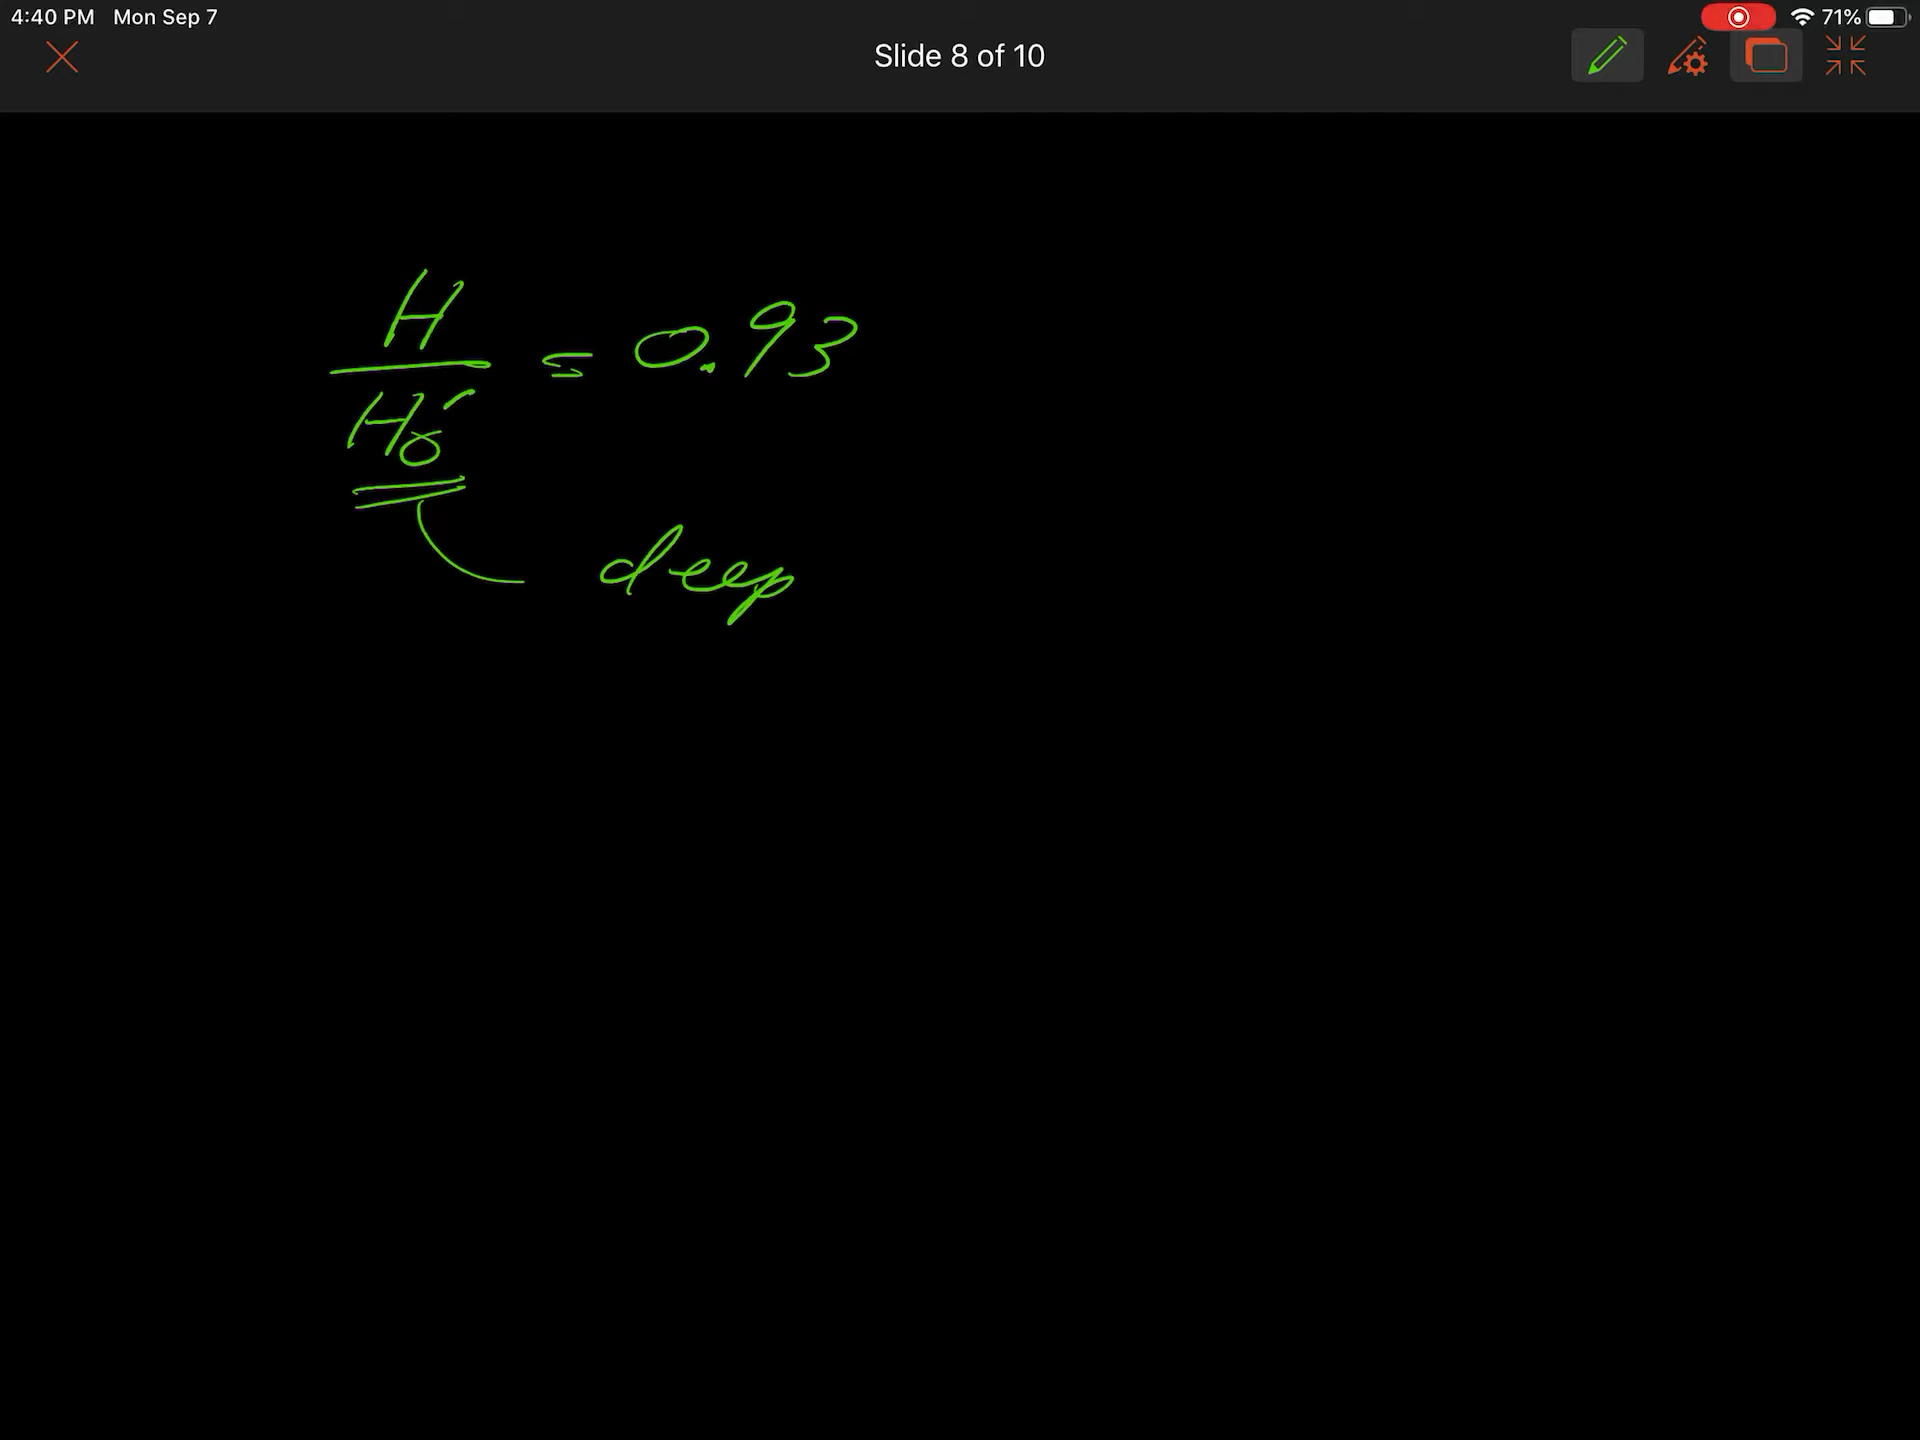 4:40 PM Mon Sep 7
71%
Slide 8 of 10
H
= 0.93
H₀′
deep